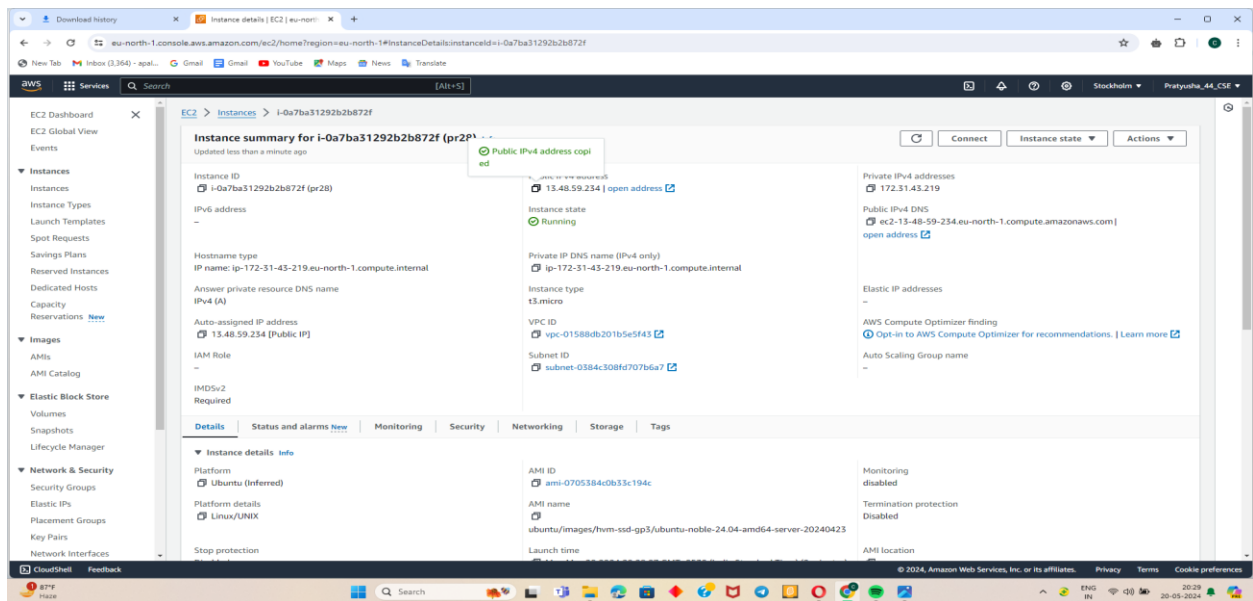 Download history
Instance details | EC2 | eu-north
eu-north-1.console.aws.amazon.com/ec2/home?region=eu-north-1#InstanceDetails:instanceId=i-0a7ba31292b2b872f
New Tab Inbox (3,364) - apal... Gmail Gmail YouTube Maps News Translate
aws Services Search [Alt+S] Stockholm Pratyusha_44_CSE
EC2 Dashboard
EC2 Global View
Events
Instances
Instances
Instance Types
Launch Templates
Spot Requests
Savings Plans
Reserved Instances
Dedicated Hosts
Capacity
Reservations New
Images
AMIs
AMI Catalog
Elastic Block Store
Volumes
Snapshots
Lifecycle Manager
Network & Security
Security Groups
Elastic IPs
Placement Groups
Key Pairs
Network Interfaces
EC2 > Instances > i-0a7ba31292b2b872f
Instance summary for i-0a7ba31292b2b872f (pr28)
Updated less than a minute ago
Connect Instance state Actions
Public IPv4 address copi
ed
Instance ID
i-0a7ba31292b2b872f (pr28)
Public IPv4 address
13.48.59.234 | open address
Private IPv4 addresses
172.31.43.219
IPv6 address
–
Instance state
Running
Public IPv4 DNS
ec2-13-48-59-234.eu-north-1.compute.amazonaws.com |
open address
Hostname type
IP name: ip-172-31-43-219.eu-north-1.compute.internal
Private IP DNS name (IPv4 only)
ip-172-31-43-219.eu-north-1.compute.internal
Answer private resource DNS name
IPv4 (A)
Instance type
t3.micro
Elastic IP addresses
–
Auto-assigned IP address
13.48.59.234 [Public IP]
VPC ID
vpc-01588db201b5e5f43
AWS Compute Optimizer finding
Opt-in to AWS Compute Optimizer for recommendations. | Learn more
IAM Role
–
Subnet ID
subnet-0384c308fd707b6a7
Auto Scaling Group name
–
IMDSv2
Required
Details Status and alarms New Monitoring Security Networking Storage Tags
Instance details Info
Platform
Ubuntu (Inferred)
AMI ID
ami-0705384c0b33c194c
Monitoring
disabled
Platform details
Linux/UNIX
AMI name
ubuntu/images/hvm-ssd-gp3/ubuntu-noble-24.04-amd64-server-20240423
Termination protection
Disabled
Stop protection
Launch time
AMI location
CloudShell Feedback © 2024, Amazon Web Services, Inc. or its affiliates. Privacy Terms Cookie preferences
87°F
Haze
Search
ENG
IN
20:29
20-05-2024